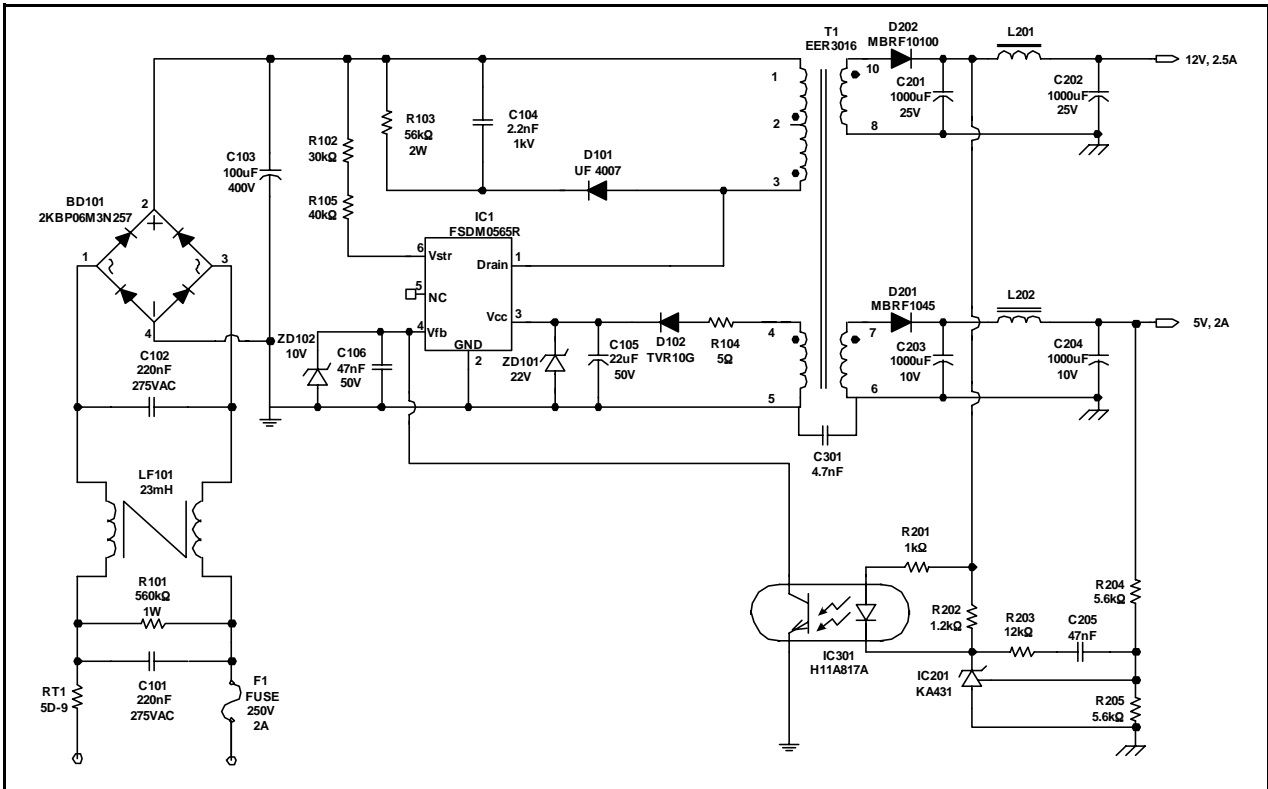 T1
EER3016
D202
MBRF10100
L201
1
10
12V, 2.5A
R103
56kΩ
2W
C104
2.2nF
1kV
C201
1000uF
25V
C202
1000uF
25V
2
8
R102
30kΩ
C103
100uF
400V
D101
UF 4007
3
R105
40kΩ
BD101
2KBP06M3N257
2
1
3
4
IC1
FSDM0565R
6
Vstr
Drain
1
5
NC
Vcc
3
4
Vfb
GND
2
D201
MBRF1045
L202
4
7
5V, 2A
ZD102
10V
C106
47nF
50V
ZD101
22V
C105
22uF
50V
D102
TVR10G
R104
5Ω
C203
1000uF
10V
C204
1000uF
10V
5
6
C102
220nF
275VAC
C301
4.7nF
LF101
23mH
R201
1kΩ
R101
560kΩ
1W
R204
5.6kΩ
R202
1.2kΩ
R203
12kΩ
C205
47nF
IC301
H11A817A
IC201
KA431
R205
5.6kΩ
RT1
5D-9
C101
220nF
275VAC
F1
FUSE
250V
2A